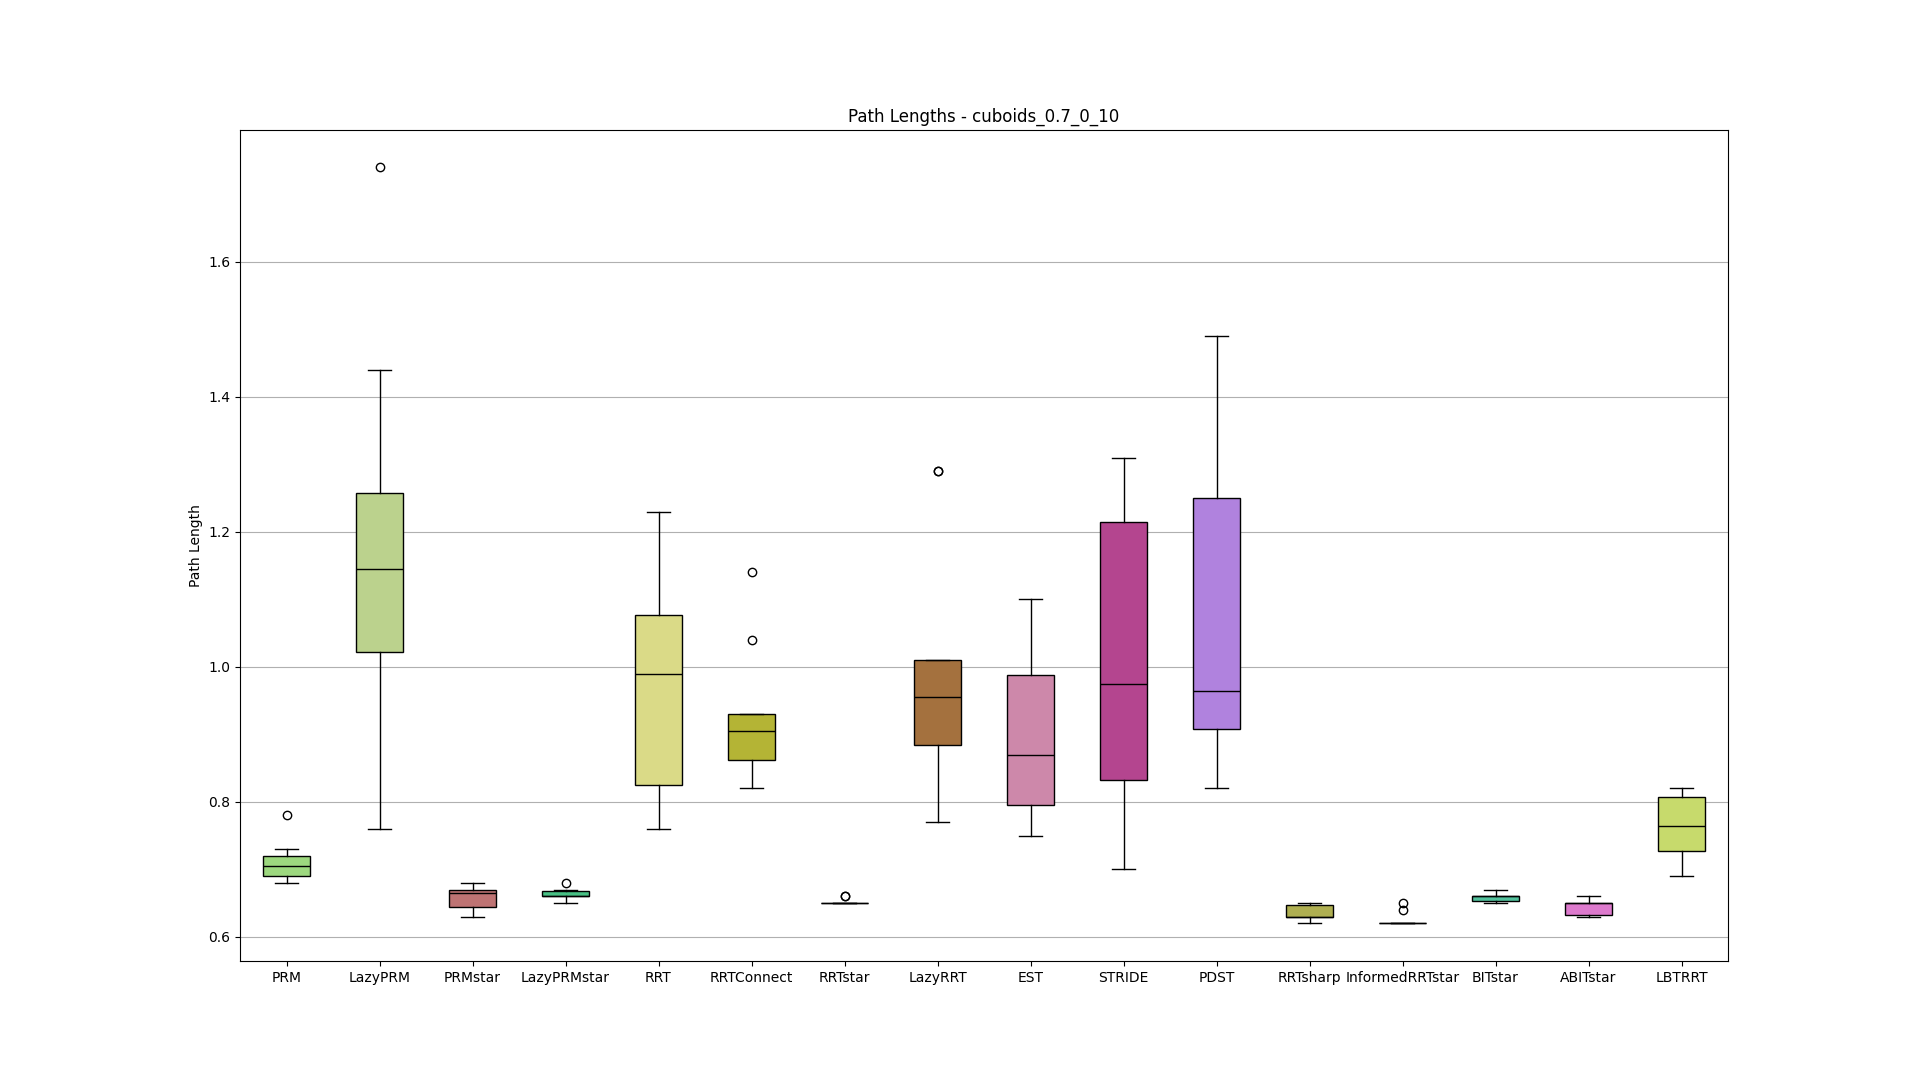 Path Lengths - cuboids_0.7_0_10
Path Length
1.6
1.4
1.2
1.0
0.8
0.6
PRM LazyPRM PRMstar LazyPRMstar RRT RRTConnect RRTstar LazyRRT EST STRIDE PDST RRTsharp InformedRRTstar BITstar ABITstar LBTRRT